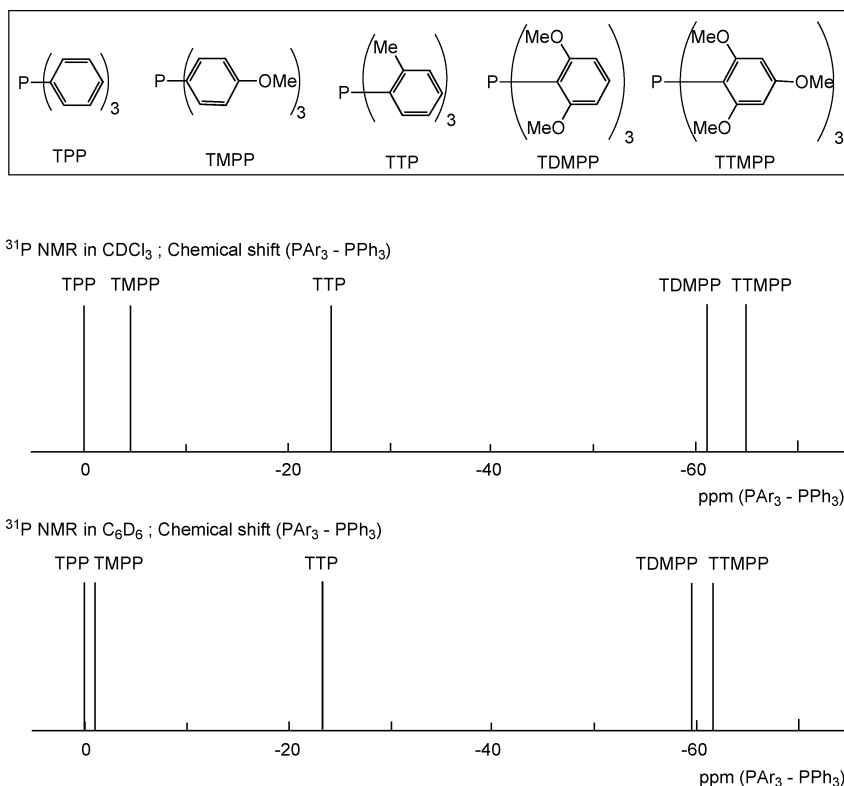 Me MeO MeO
P P OMe P P P OMe
MeO MeO
3 3 3 3 3
TPP TMPP TTP TDMPP TTMPP
31P NMR in CDCl3 ; Chemical shift (PAr3 - PPh3)
TPP TMPP TTP TDMPP TTMPP
0 -20 -40 -60
ppm (PAr3 - PPh3)
31P NMR in C6D6 ; Chemical shift (PAr3 - PPh3)
TPP TMPP TTP TDMPP TTMPP
0 -20 -40 -60
ppm (PAr3 - PPh3)